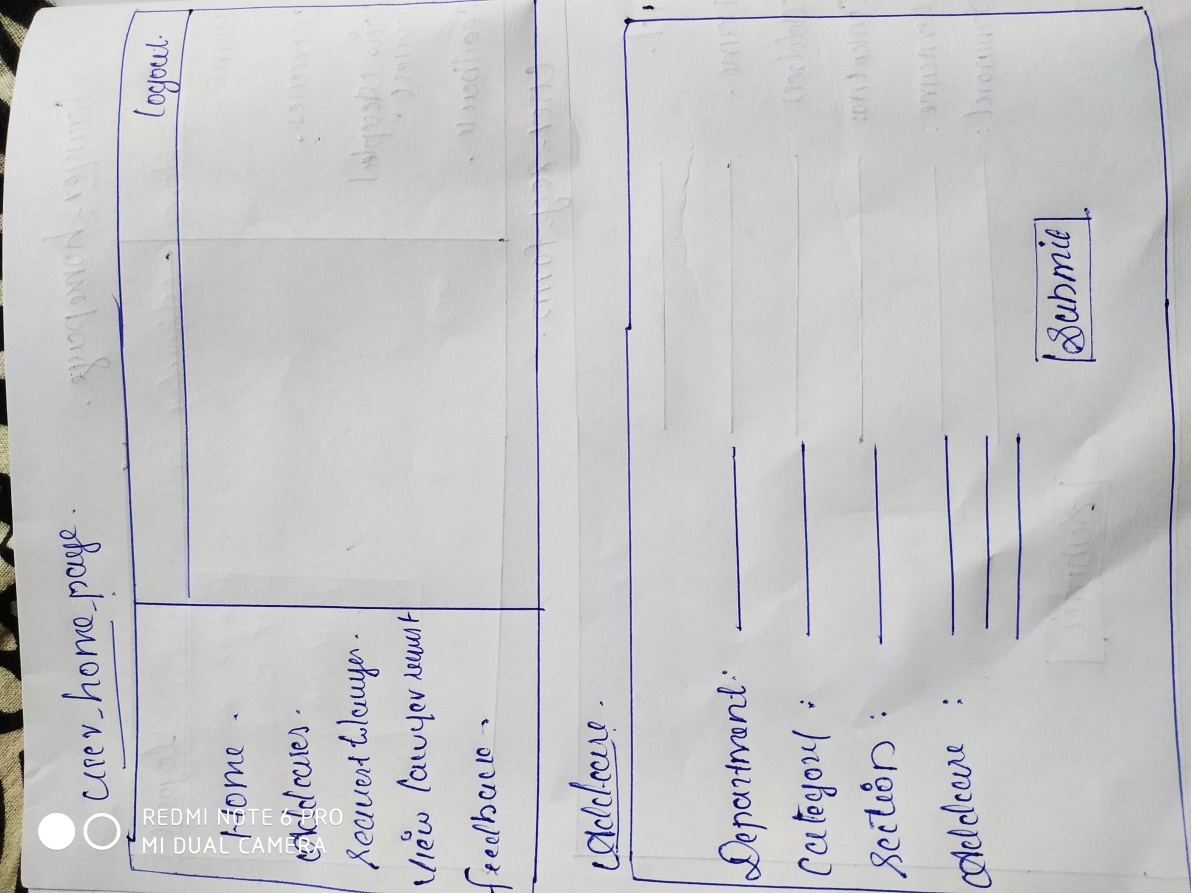 user_home_page.
Logout.
Home.
Addcases.
Request to lawyer.
View lawyer request
feedback
Addcase.
Department:
Category:
Section:
Addcase :
Submit
REDMI NOTE 6 PRO
MI DUAL CAMERA